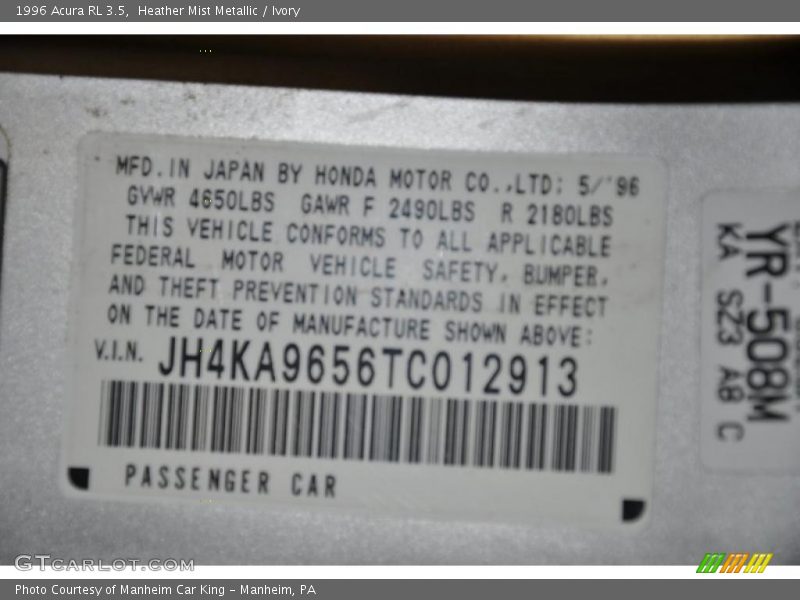 1996 Acura RL 3.5,  Heather Mist Metallic / Ivory
MFD.IN JAPAN BY HONDA MOTOR CO.,LTD: 5/'96
GVWR 4650LBS  GAWR F 2490LBS  R 2180LBS
THIS VEHICLE CONFORMS TO ALL APPLICABLE
FEDERAL MOTOR VEHICLE SAFETY, BUMPER,
AND THEFT PREVENTION STANDARDS IN EFFECT
ON THE DATE OF MANUFACTURE SHOWN ABOVE:
V.I.N. JH4KA9656TC012913
PASSENGER CAR
YR-508M
KA SZ3 A8 C
GTCARLOT.COM
Photo Courtesy of Manheim Car King - Manheim, PA